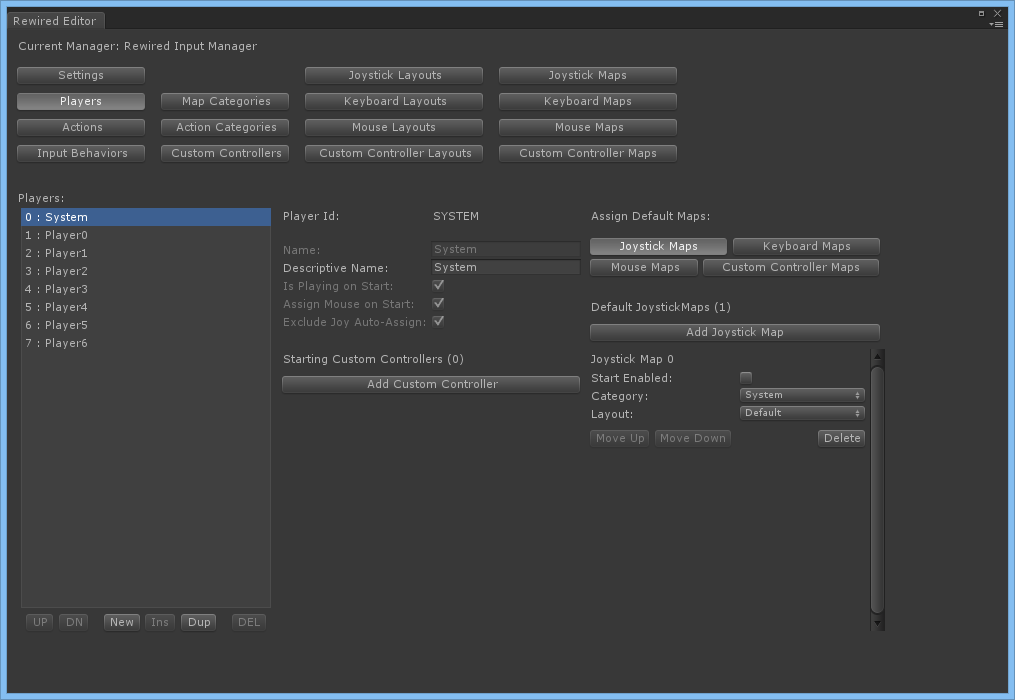 Rewired Editor
Current Manager: Rewired Input Manager
Settings Joystick Layouts Joystick Maps
Players Map Categories Keyboard Layouts Keyboard Maps
Actions Action Categories Mouse Layouts Mouse Maps
Input Behaviors Custom Controllers Custom Controller Layouts Custom Controller Maps
Players:
0 : System
1 : Player0
2 : Player1
3 : Player2
4 : Player3
5 : Player4
6 : Player5
7 : Player6
UP DN New Ins Dup DEL
Player Id: SYSTEM
Name: System
Descriptive Name: System
Is Playing on Start:
Assign Mouse on Start:
Exclude Joy Auto-Assign:
Starting Custom Controllers (0)
Add Custom Controller
Assign Default Maps:
Joystick Maps Keyboard Maps
Mouse Maps Custom Controller Maps
Default JoystickMaps (1)
Add Joystick Map
Joystick Map 0
Start Enabled:
Category: System
Layout: Default
Move Up Move Down Delete